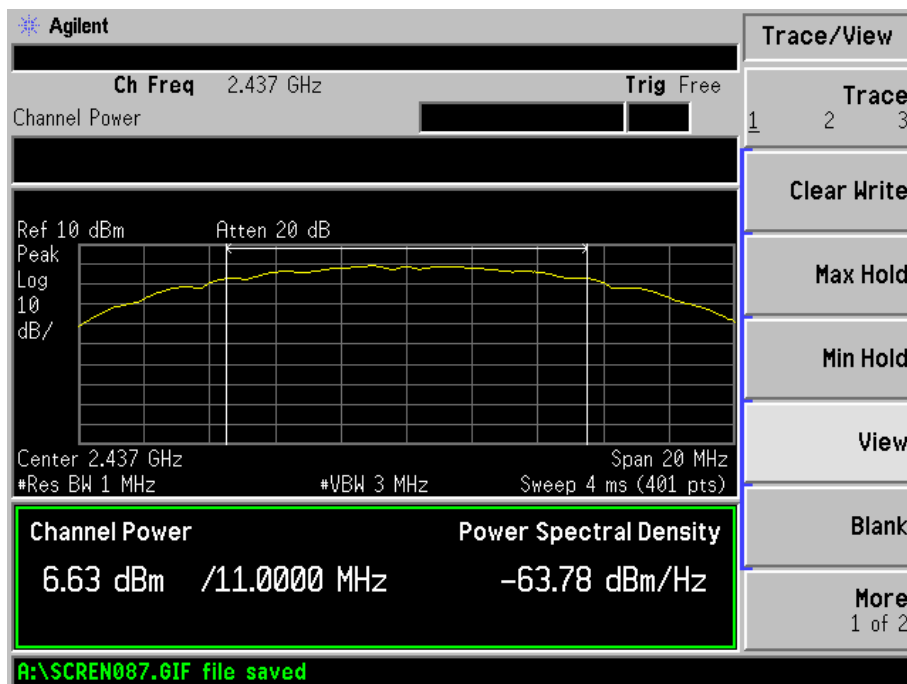 Agilent
Ch Freq 2.437 GHz Trig Free
Channel Power
Ref 10 dBm Atten 20 dB
Peak
Log
10
dB/
Center 2.437 GHz Span 20 MHz
#Res BW 1 MHz #VBW 3 MHz Sweep 4 ms (401 pts)
Channel Power Power Spectral Density
6.63 dBm /11.0000 MHz -63.78 dBm/Hz
A:\SCREN087.GIF file saved
Trace/View
Trace
1 2 3
Clear Write
Max Hold
Min Hold
View
Blank
More
1 of 2